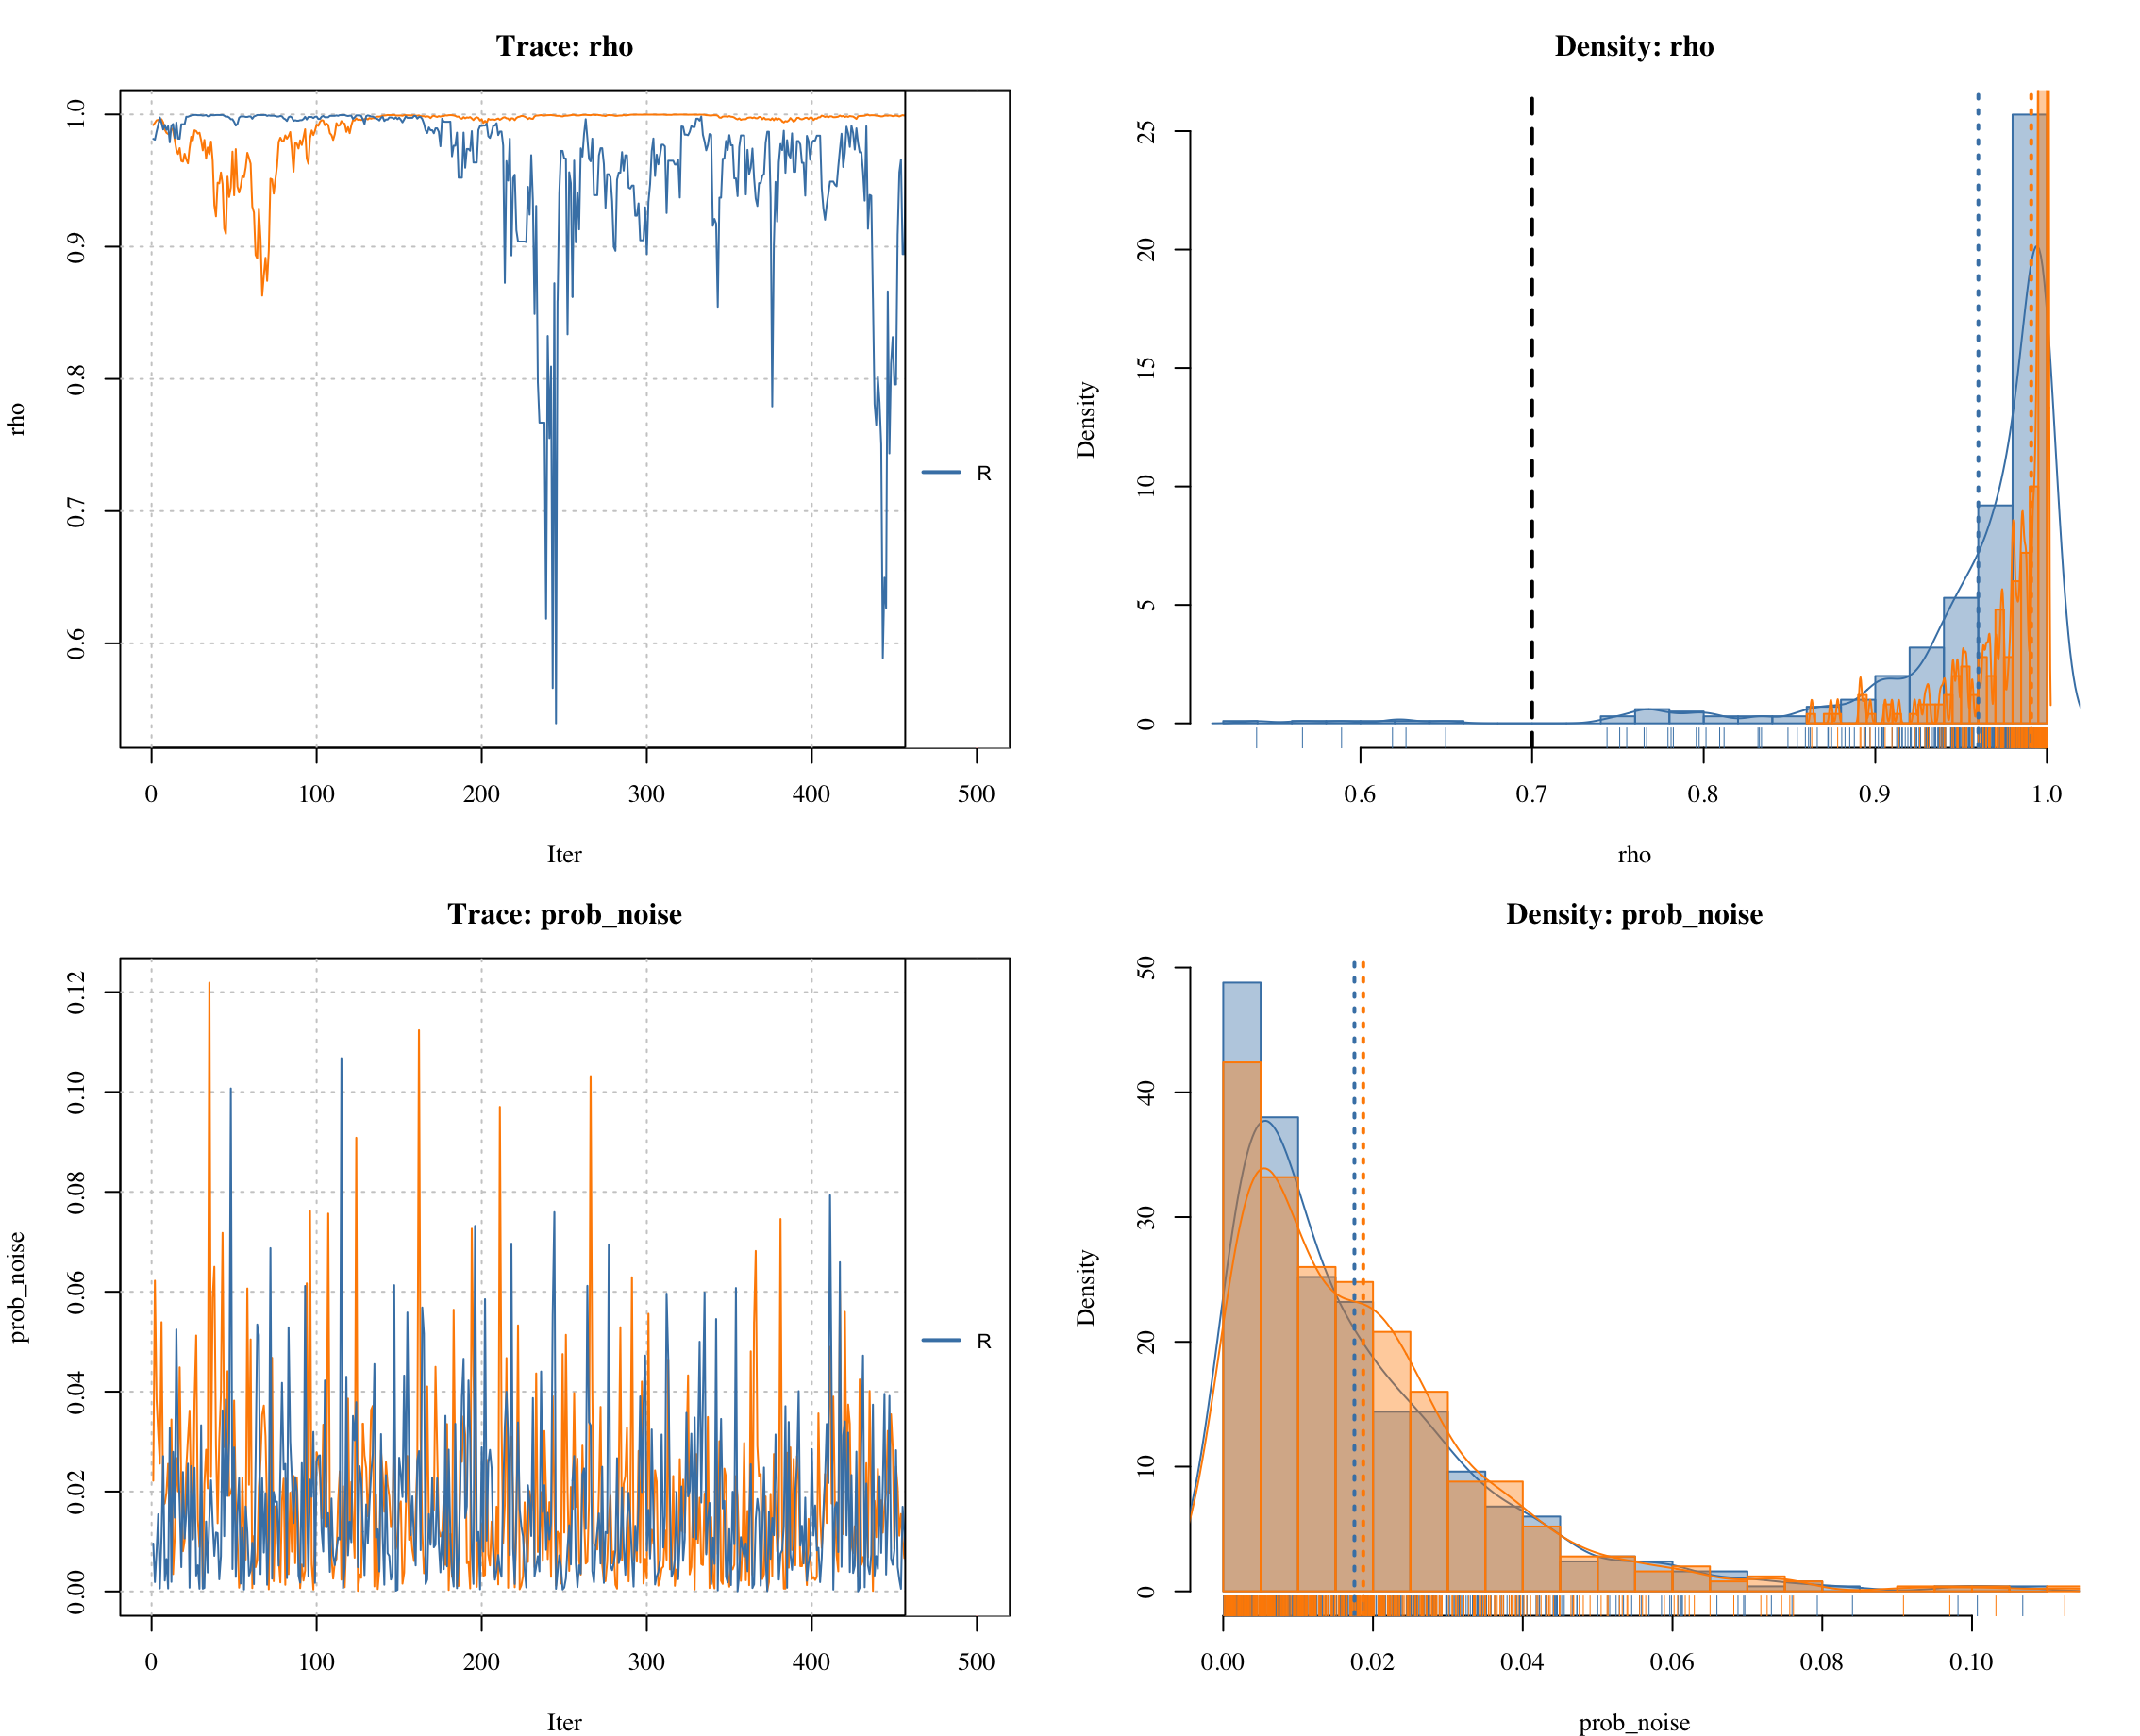 Trace: rho
rho
1.0
0.9
0.8
0.7
0.6
R
0 100 200 300 400 500
Iter
Density: rho
Density
25
20
15
10
5
0
0.6 0.7 0.8 0.9 1.0
rho
Trace: prob_noise
prob_noise
0.12
0.10
0.08
0.06
0.04
0.02
0.00
R
0 100 200 300 400 500
Iter
Density: prob_noise
Density
50
40
30
20
10
0
0.00 0.02 0.04 0.06 0.08 0.10
prob_noise